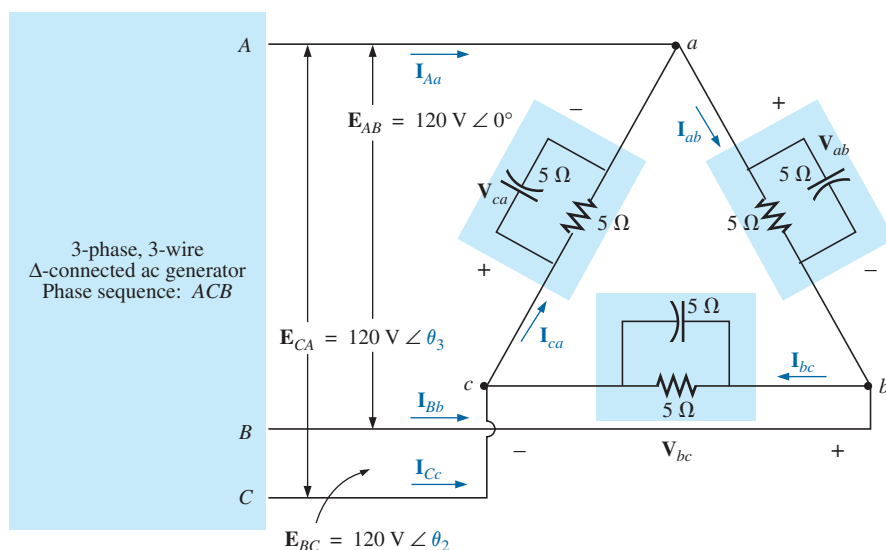 A
a
I_Aa
E_AB = 120 V ∠ 0°
−
+
I_ab
V_ab
5 Ω
5 Ω
V_ca
5 Ω
5 Ω
+
−
3-phase, 3-wire
Δ-connected ac generator
Phase sequence: ACB
E_CA = 120 V ∠ θ_3
I_ca
5 Ω
I_bc
c
b
5 Ω
I_Bb
B
−
V_bc
+
I_Cc
C
E_BC = 120 V ∠ θ_2